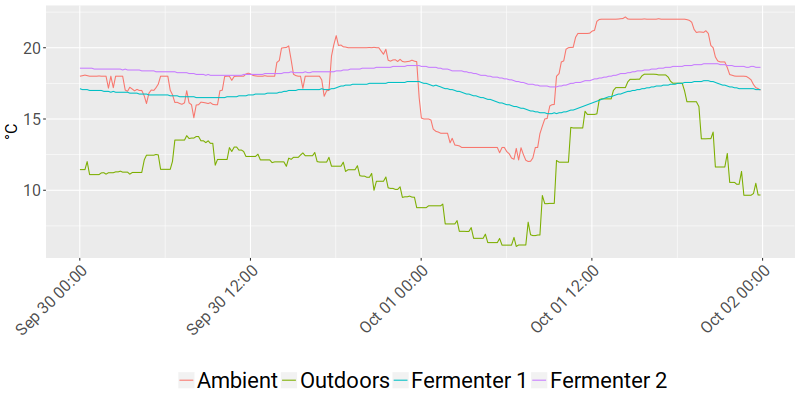 °C
20
15
10
Sep 30 00:00
Sep 30 12:00
Oct 01 00:00
Oct 01 12:00
Oct 02 00:00
Ambient Outdoors Fermenter 1 Fermenter 2